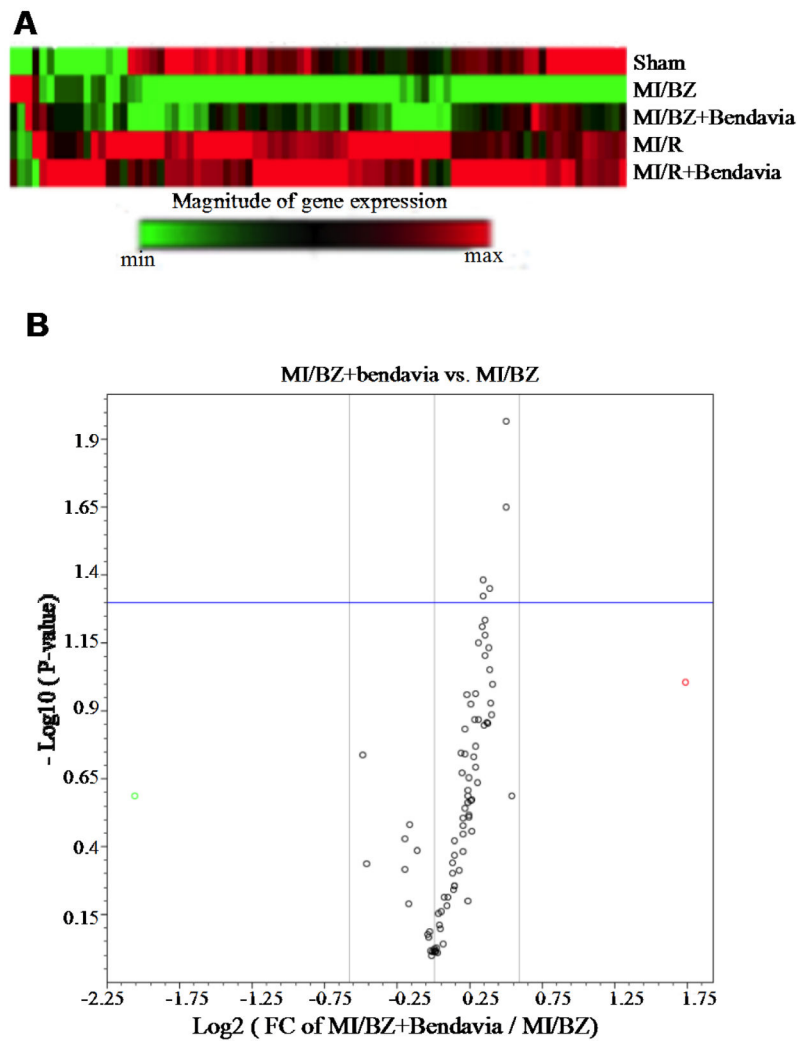 A
Sham
MI/BZ
MI/BZ+Bendavia
MI/R
MI/R+Bendavia
Magnitude of gene expression
min
max
B
MI/BZ+bendavia vs. MI/BZ
- Log10 ( P-value)
1.9
1.65
1.4
1.15
0.9
0.65
0.4
0.15
-2.25 -1.75 -1.25 -0.75 -0.25 0.25 0.75 1.25 1.75
Log2 ( FC of MI/BZ+Bendavia / MI/BZ)